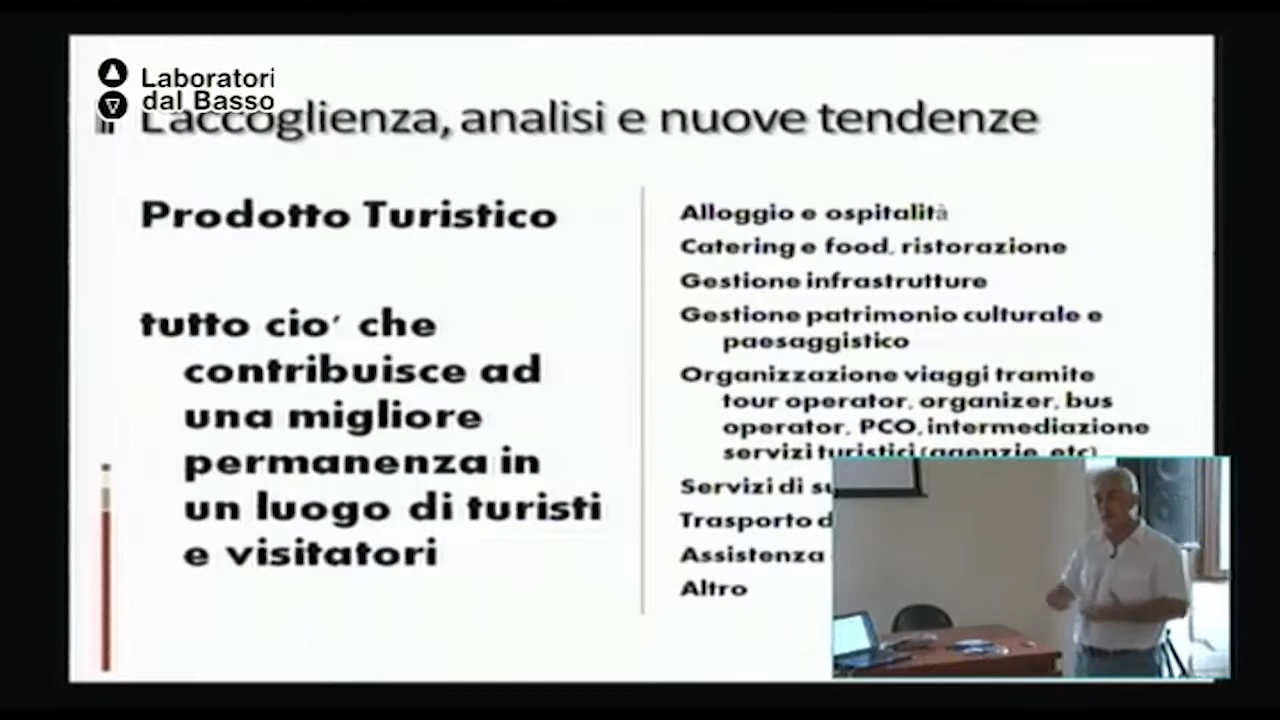 Laboratori
dal Basso
L'accoglienza, analisi e nuove tendenze
Prodotto Turistico
tutto cio' che
contribuisce ad
una migliore
permanenza in
un luogo di turisti
e visitatori
Alloggio e ospitalità
Catering e food, ristorazione
Gestione infrastrutture
Gestione patrimonio culturale e
paesaggistico
Organizzazione viaggi tramite
tour operator, organizer, bus
operator, PCO, intermediazione
servizi turistici (agenzie, etc)
Servizi di
Trasporto
Assistenza
Altro